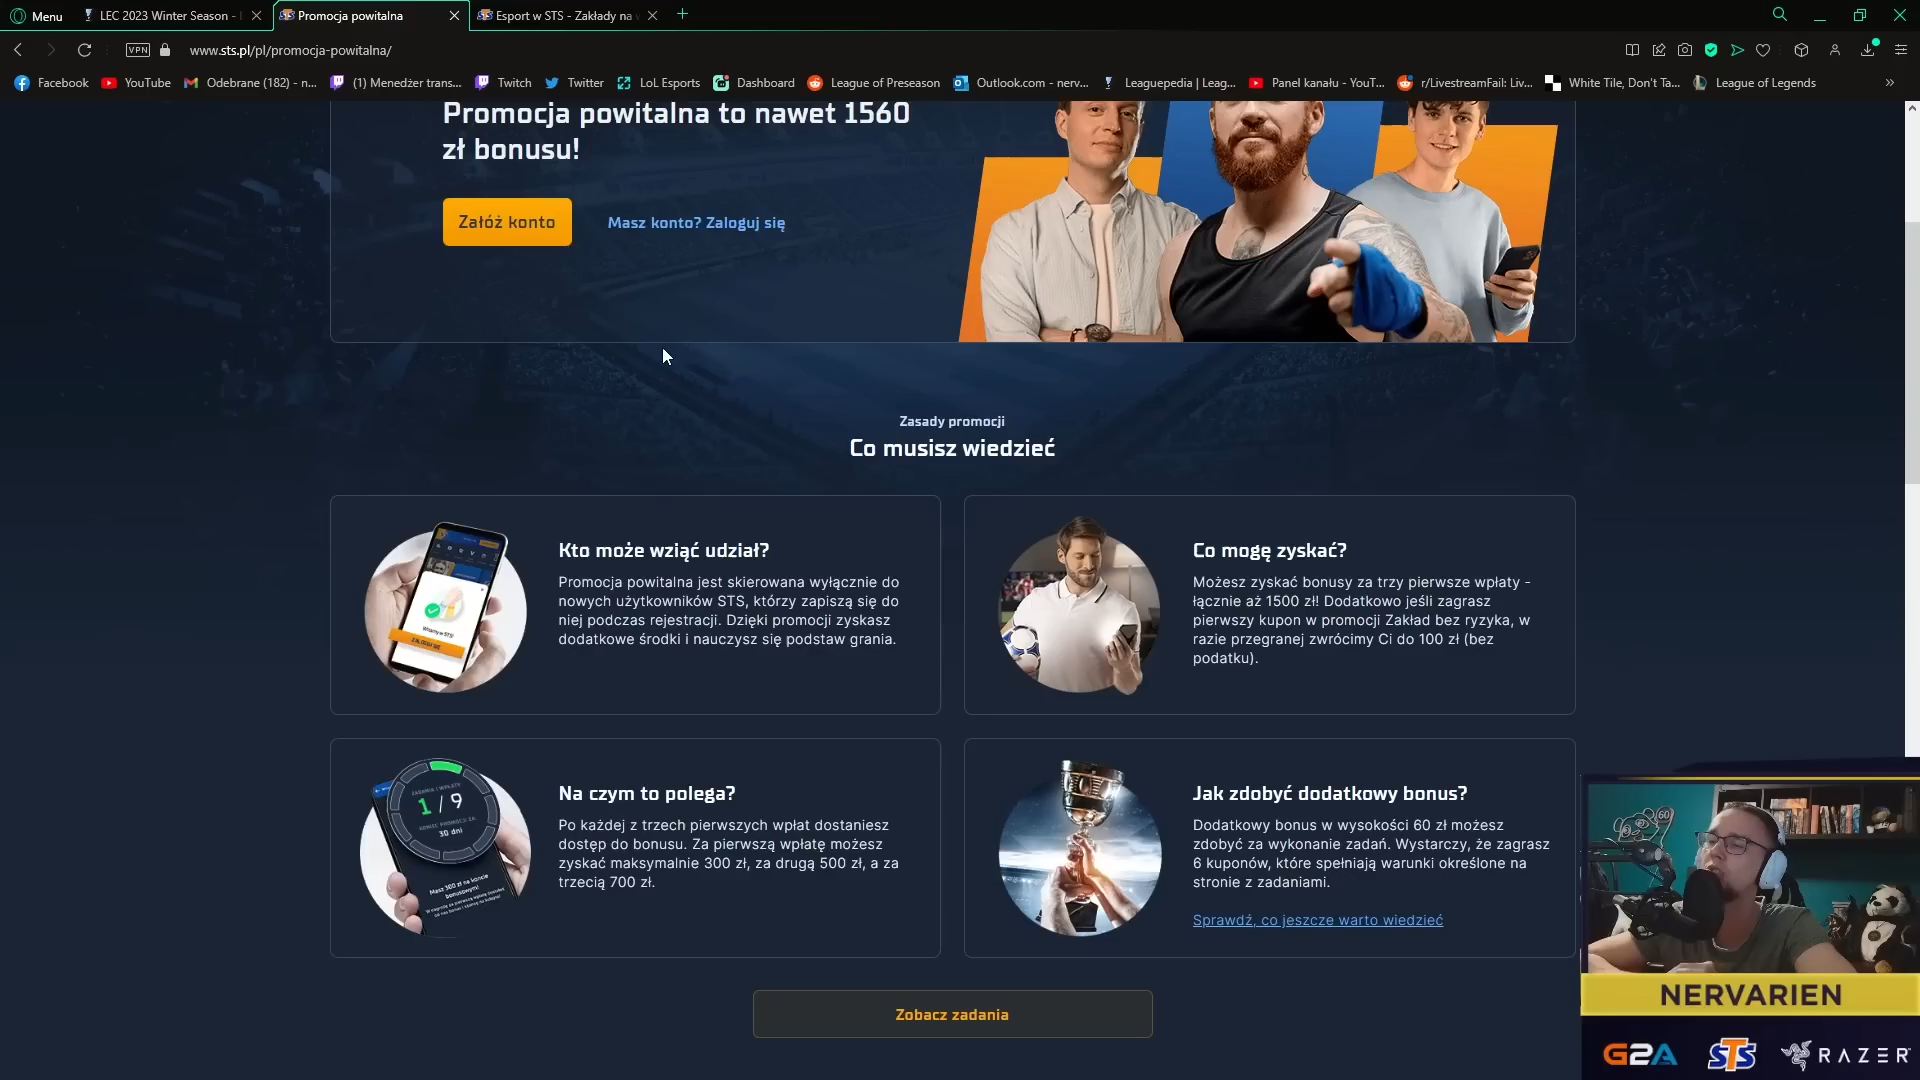 Menu
LEC 2023 Winter Season -
Promocja powitalna
Esport w STS - Zakłady na
VPN
www.sts.pl/pl/promocja-powitalna/
Facebook
YouTube
Odebrane (182) - n...
(1) Menedżer trans...
Twitch
Twitter
LoL Esports
Dashboard
League of Preseason
Outlook.com - nerv...
Leaguepedia | Leag...
Panel kanału - YouT...
r/LivestreamFail: Liv...
White Tile, Don't Ta...
League of Legends
Promocja powitalna to nawet 1560
zł bonusu!
Załóż konto
Masz konto? Zaloguj się
Zasady promocji
Co musisz wiedzieć
Kto może wziąć udział?
Promocja powitalna jest skierowana wyłącznie do
nowych użytkowników STS, którzy zapiszą się do
niej podczas rejestracji. Dzięki promocji zyskasz
dodatkowe środki i nauczysz się podstaw grania.
Co mogę zyskać?
Możesz zyskać bonusy za trzy pierwsze wpłaty -
łącznie aż 1500 zł! Dodatkowo jeśli zagrasz
pierwszy kupon w promocji Zakład bez ryzyka, w
razie przegranej zwrócimy Ci do 100 zł (bez
podatku).
Na czym to polega?
Po każdej z trzech pierwszych wpłat dostaniesz
dostęp do bonusu. Za pierwszą wpłatę możesz
zyskać maksymalnie 300 zł, za drugą 500 zł, a za
trzecią 700 zł.
1 / 9
30 dni
Jak zdobyć dodatkowy bonus?
Dodatkowy bonus w wysokości 60 zł możesz
zdobyć za wykonanie zadań. Wystarczy, że zagrasz
6 kuponów, które spełniają warunki określone na
stronie z zadaniami.
Sprawdź, co jeszcze warto wiedzieć
Zobacz zadania
NERVARIEN
G2A
STS
RAZER